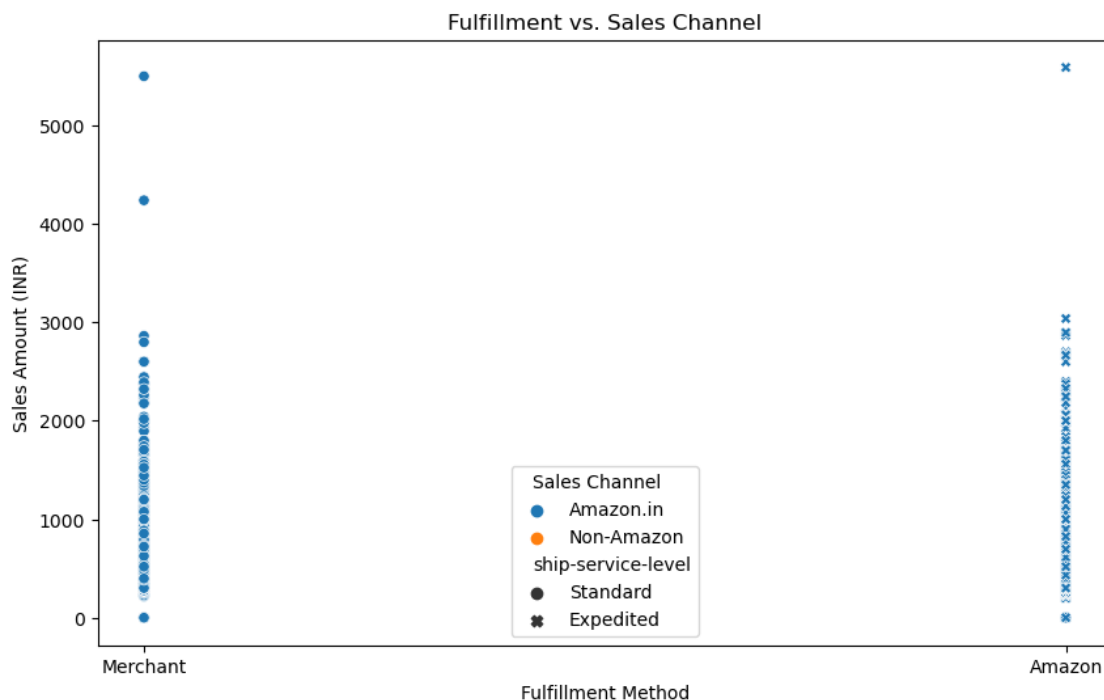 Fulfillment vs. Sales Channel
Sales Amount (INR)
5000
4000
3000
2000
1000
0
Sales Channel
Amazon.in
Non-Amazon
ship-service-level
Standard
Expedited
Merchant
Amazon
Fulfillment Method